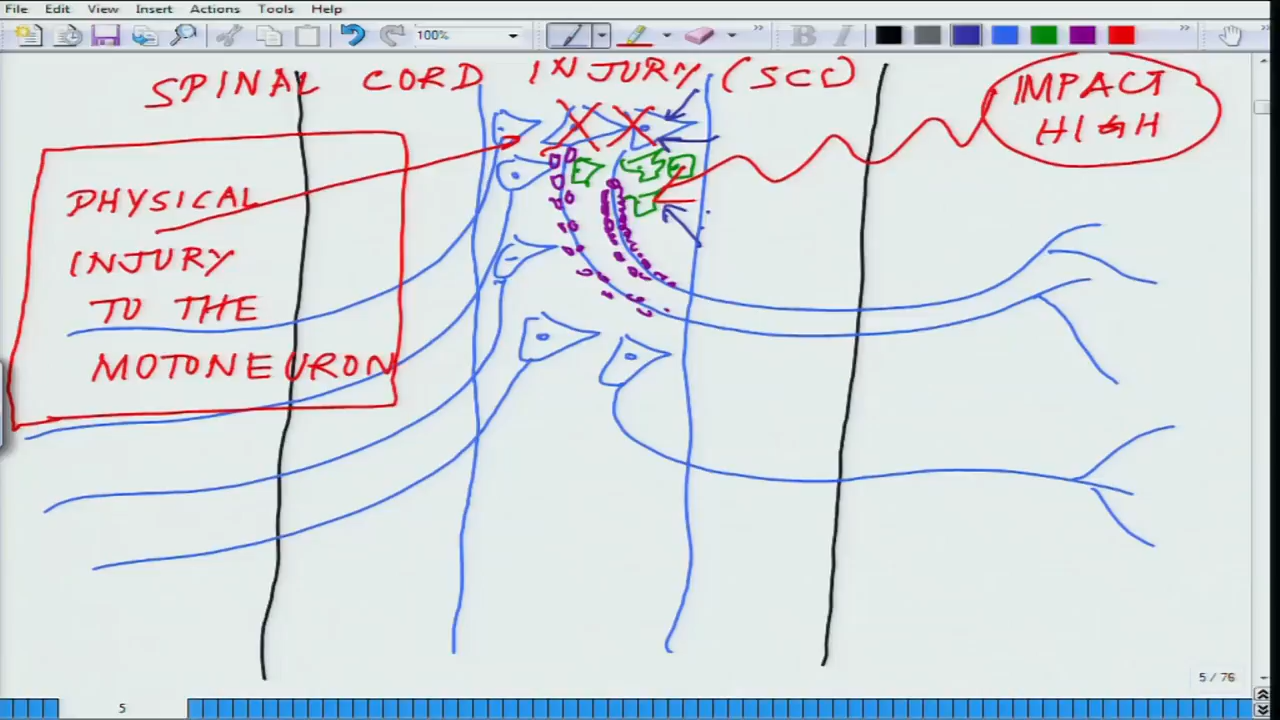 File Edit View Insert Actions Tools Help
100%
SPINAL CORD INJURY (SCI)
IMPACT
HIGH
PHYSICAL
INJURY
TO THE
MOTONEURON
5 / 76
5